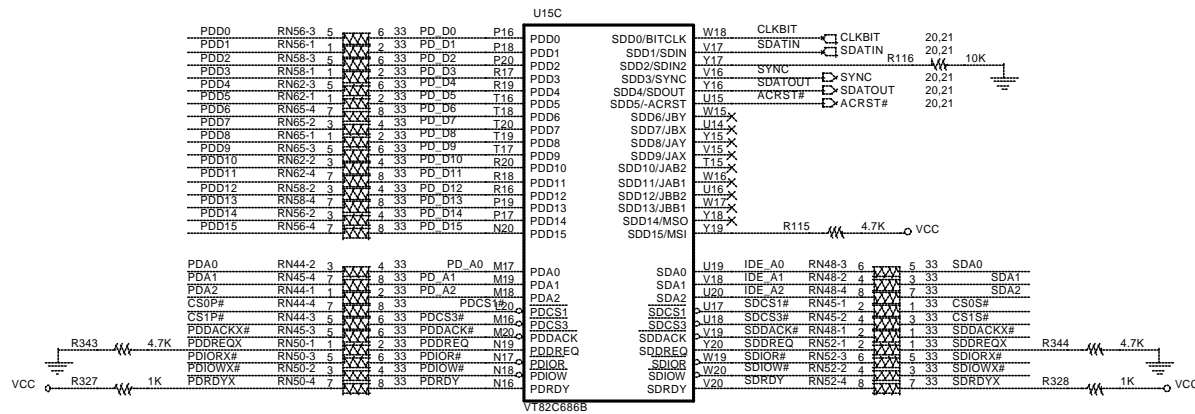 U15C
PDD0 RN56-3 5 6 33 PD_D0 P16 PDD0 SDD0/BITCLK W18 CLKBIT CLKBIT 20,21
PDD1 RN56-1 1 2 33 PD_D1 P18 PDD1 SDD1/SDIN V17 SDATIN SDATIN 20,21
PDD2 RN58-3 5 6 33 PD_D2 P20 PDD2 SDD2/SDIN2 Y17 R116 10K
PDD3 RN58-1 1 2 33 PD_D3 R17 PDD3 SDD3/SYNC V16 SYNC SYNC 20,21
PDD4 RN62-3 5 6 33 PD_D4 R19 PDD4 SDD4/SDOUT Y16 SDATOUT SDATOUT 20,21
PDD5 RN62-1 1 2 33 PD_D5 T16 PDD5 SDD5/-ACRST U15 ACRST# ACRST# 20,21
PDD6 RN65-4 7 8 33 PD_D6 T18 PDD6 SDD6/JBY W15
PDD7 RN65-2 3 4 33 PD_D7 T20 PDD7 SDD7/JBX U14
PDD8 RN65-1 1 2 33 PD_D8 T19 PDD8 SDD8/JAY Y15
PDD9 RN65-3 5 6 33 PD_D9 T17 PDD9 SDD9/JAX V15
PDD10 RN62-2 3 4 33 PD_D10 R20 PDD10 SDD10/JAB2 T15
PDD11 RN62-4 7 8 33 PD_D11 R18 PDD11 SDD11/JAB1 W16
PDD12 RN58-2 3 4 33 PD_D12 R16 PDD12 SDD12/JBB2 U16
PDD13 RN58-4 7 8 33 PD_D13 P19 PDD13 SDD13/JBB1 W17
PDD14 RN56-2 3 4 33 PD_D14 P17 PDD14 SDD14/MSO Y18
PDD15 RN56-4 7 8 33 PD_D15 N20 PDD15 SDD15/MSI Y19 R115 4.7K VCC
PDA0 RN44-2 3 4 33 PD_A0 M17 PDA0 SDA0 U19 IDE_A0 RN48-3 6 5 33 SDA0
PDA1 RN45-4 7 8 33 PD_A1 M19 PDA1 SDA1 V18 IDE_A1 RN48-2 4 3 33 SDA1
PDA2 RN44-1 1 2 33 PD_A2 M18 PDA2 SDA2 U20 IDE_A2 RN48-4 8 7 33 SDA2
CS0P# RN44-4 7 8 33 PDCS1# L20 PDCS1 SDCS1 U17 SDCS1# RN45-1 2 1 33 CS0S#
CS1P# RN44-3 5 6 33 PDCS3# M16 PDCS3 SDCS3 U18 SDCS3# RN45-2 4 3 33 CS1S#
PDDACKX# RN45-3 5 6 33 PDDACK# M20 PDDACK SDDACK V19 SDDACK# RN48-1 2 1 33 SDDACKX#
R343 4.7K PDDREQX RN50-1 1 2 33 PDDREQ N19 PDDREQ SDDREQ Y20 SDDREQ RN52-1 2 1 33 SDDREQX R344 4.7K
PDIORX# RN50-3 5 6 33 PDIOR# N17 PDIOR SDIOR W19 SDIOR# RN52-3 6 5 33 SDIORX#
PDIOWX# RN50-2 3 4 33 PDIOW# N18 PDIOW SDIOW W20 SDIOW# RN52-2 4 3 33 SDIOWX#
VCC R327 1K PDRDYX RN50-4 7 8 33 PDRDY N16 PDRDY SDRDY V20 SDRDY RN52-4 8 7 33 SDRDYX R328 1K VCC
VT82C686B